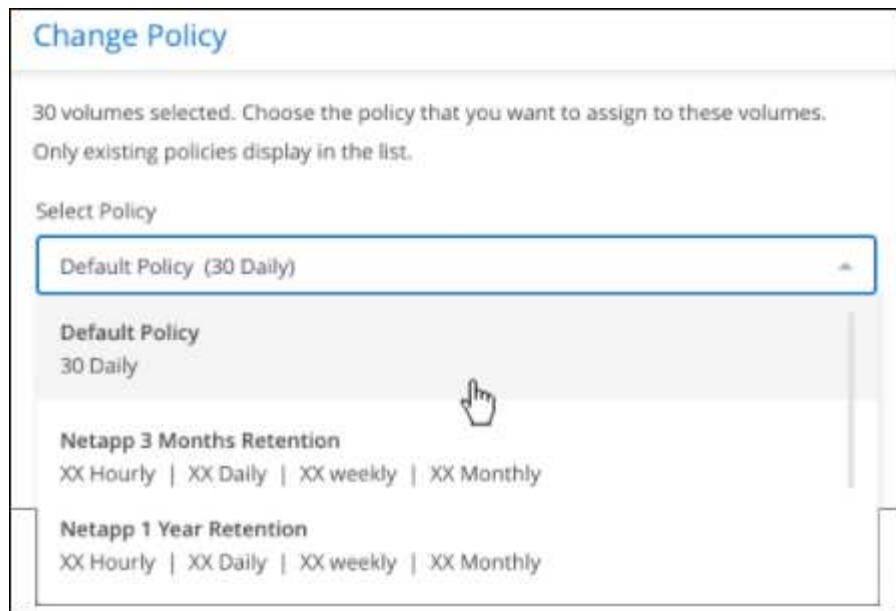 Change Policy
30 volumes selected. Choose the policy that you want to assign to these volumes.
Only existing policies display in the list.
Select Policy
Default Policy (30 Daily)
Default Policy
30 Daily
Netapp 3 Months Retention
XX Hourly | XX Daily | XX weekly | XX Monthly
Netapp 1 Year Retention
XX Hourly | XX Daily | XX weekly | XX Monthly